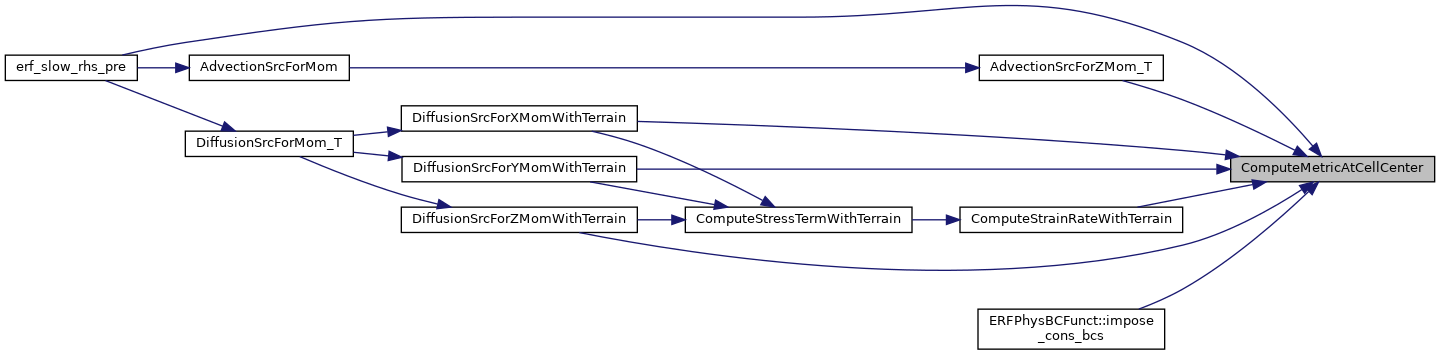 erf_slow_rhs_pre
AdvectionSrcForMom
AdvectionSrcForZMom_T
DiffusionSrcForXMomWithTerrain
DiffusionSrcForMom_T
DiffusionSrcForYMomWithTerrain
ComputeMetricAtCellCenter
DiffusionSrcForZMomWithTerrain
ComputeStressTermWithTerrain
ComputeStrainRateWithTerrain
ERFPhysBCFunct::impose
_cons_bcs